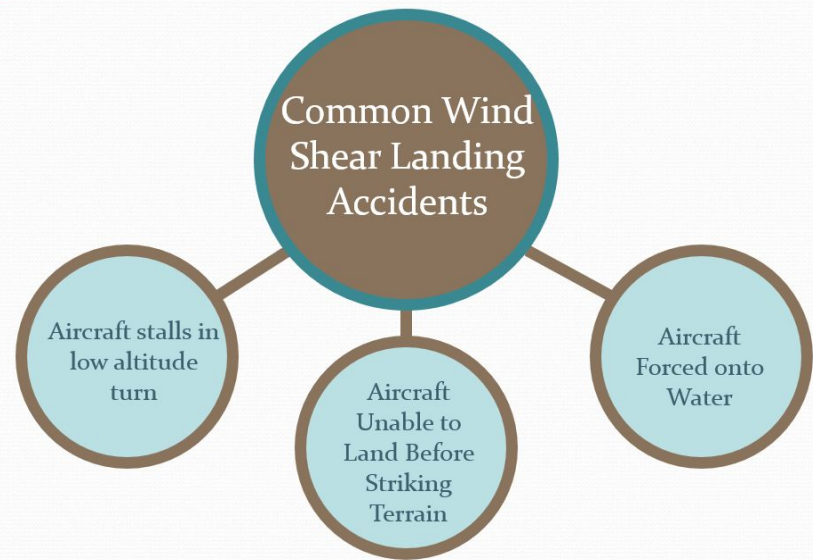 Common Wind
Shear Landing
Accidents
Aircraft stalls in
low altitude
turn
Aircraft
Unable to
Land Before
Striking
Terrain
Aircraft
Forced onto
Water